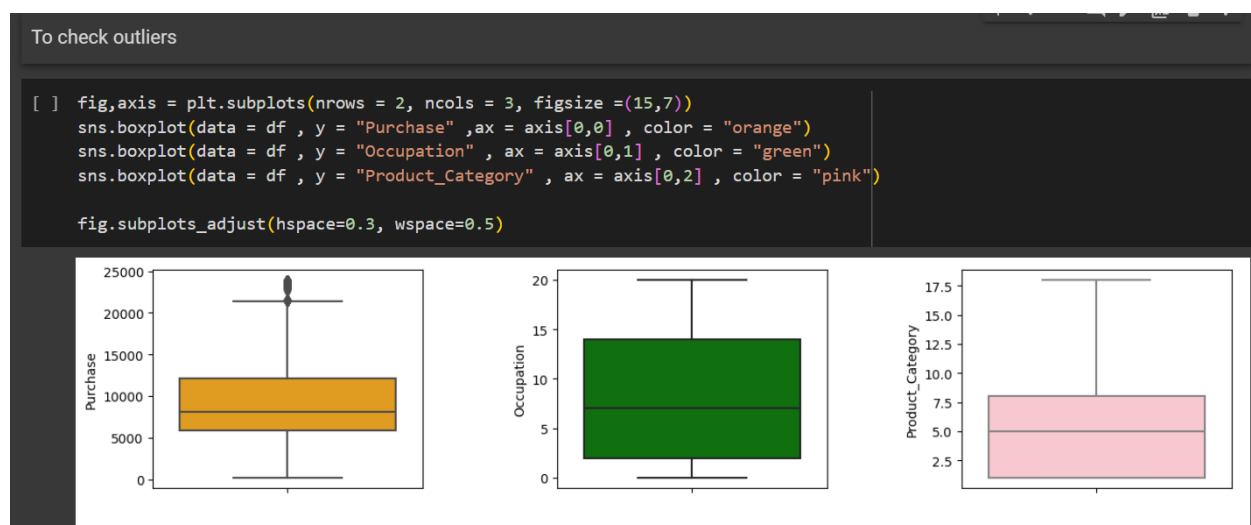 To check outliers
[ ] fig,axis = plt.subplots(nrows = 2, ncols = 3, figsize =(15,7))
sns.boxplot(data = df , y = "Purchase" ,ax = axis[0,0] , color = "orange")
sns.boxplot(data = df , y = "Occupation" , ax = axis[0,1] , color = "green")
sns.boxplot(data = df , y = "Product_Category" , ax = axis[0,2] , color = "pink")
fig.subplots_adjust(hspace=0.3, wspace=0.5)
25000
20000
15000
10000
5000
0
Purchase
20
15
10
5
0
Occupation
17.5
15.0
12.5
10.0
7.5
5.0
2.5
Product_Category